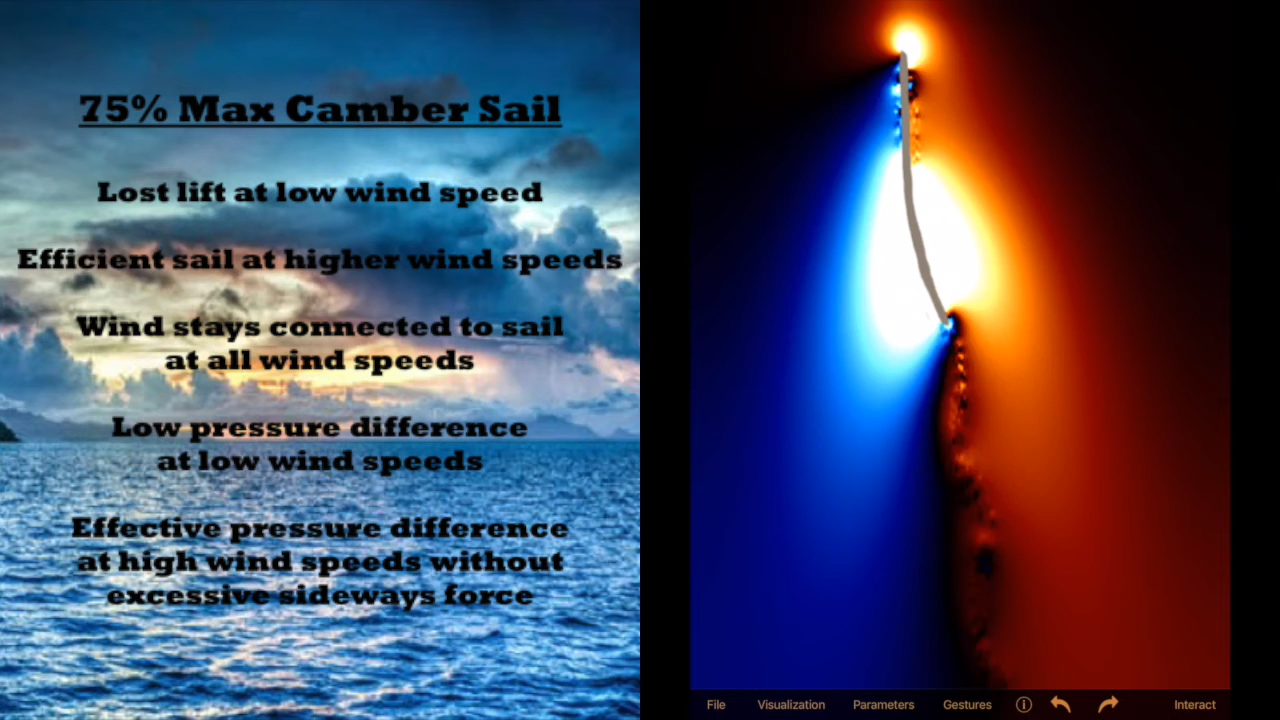 75% Max Camber Sail
Lost lift at low wind speed
Efficient sail at higher wind speeds
Wind stays connected to sail
at all wind speeds
Low pressure difference
at low wind speeds
Effective pressure difference
at high wind speeds without
excessive sideways force
File Visualization Parameters Gestures Interact